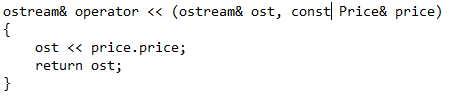 ostream& operator << (ostream& ost, const Price& price)
{
    ost << price.price;
    return ost;
}